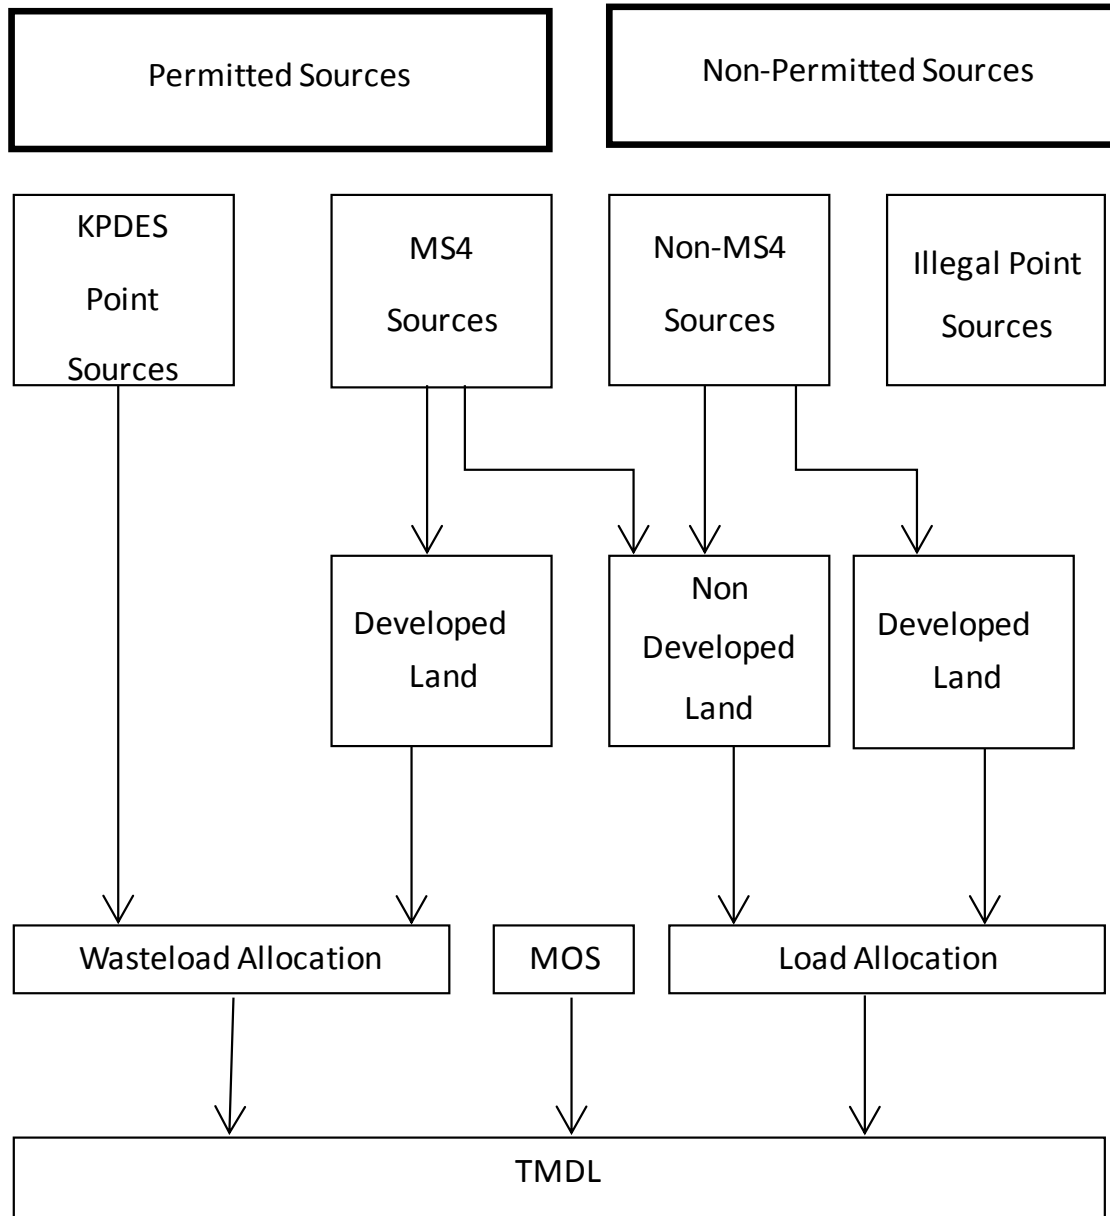 Permitted Sources
Non-Permitted Sources
KPDES
Point
Sources
MS4
Sources
Non-MS4
Sources
Illegal Point
Sources
Developed
Land
Non
Developed
Land
Developed
Land
Wasteload Allocation
MOS
Load Allocation
TMDL